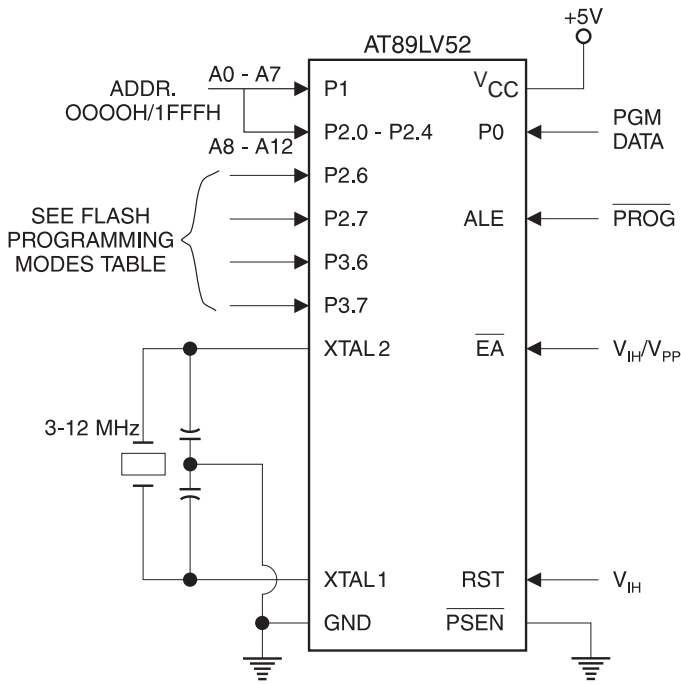 +5V
AT89LV52
A0 - A7
ADDR.
OOOOH/1FFFH
P1
VCC
A8 - A12
P2.0 - P2.4
P0
PGM
DATA
P2.6
SEE FLASH
PROGRAMMING
MODES TABLE
P2.7
ALE
PROG
P3.6
P3.7
XTAL2
EA
VIH/VPP
3-12 MHz
XTAL1
RST
VIH
GND
PSEN